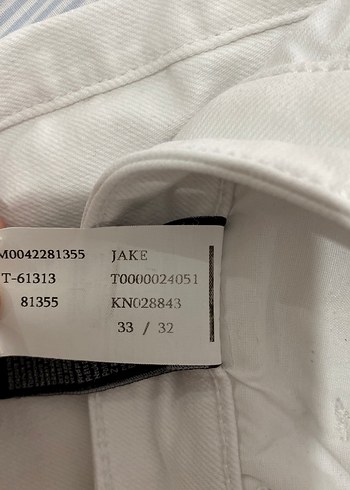 M0042281355 JAKE
T-61313 T0000024051
81355 KN028843
33 / 32